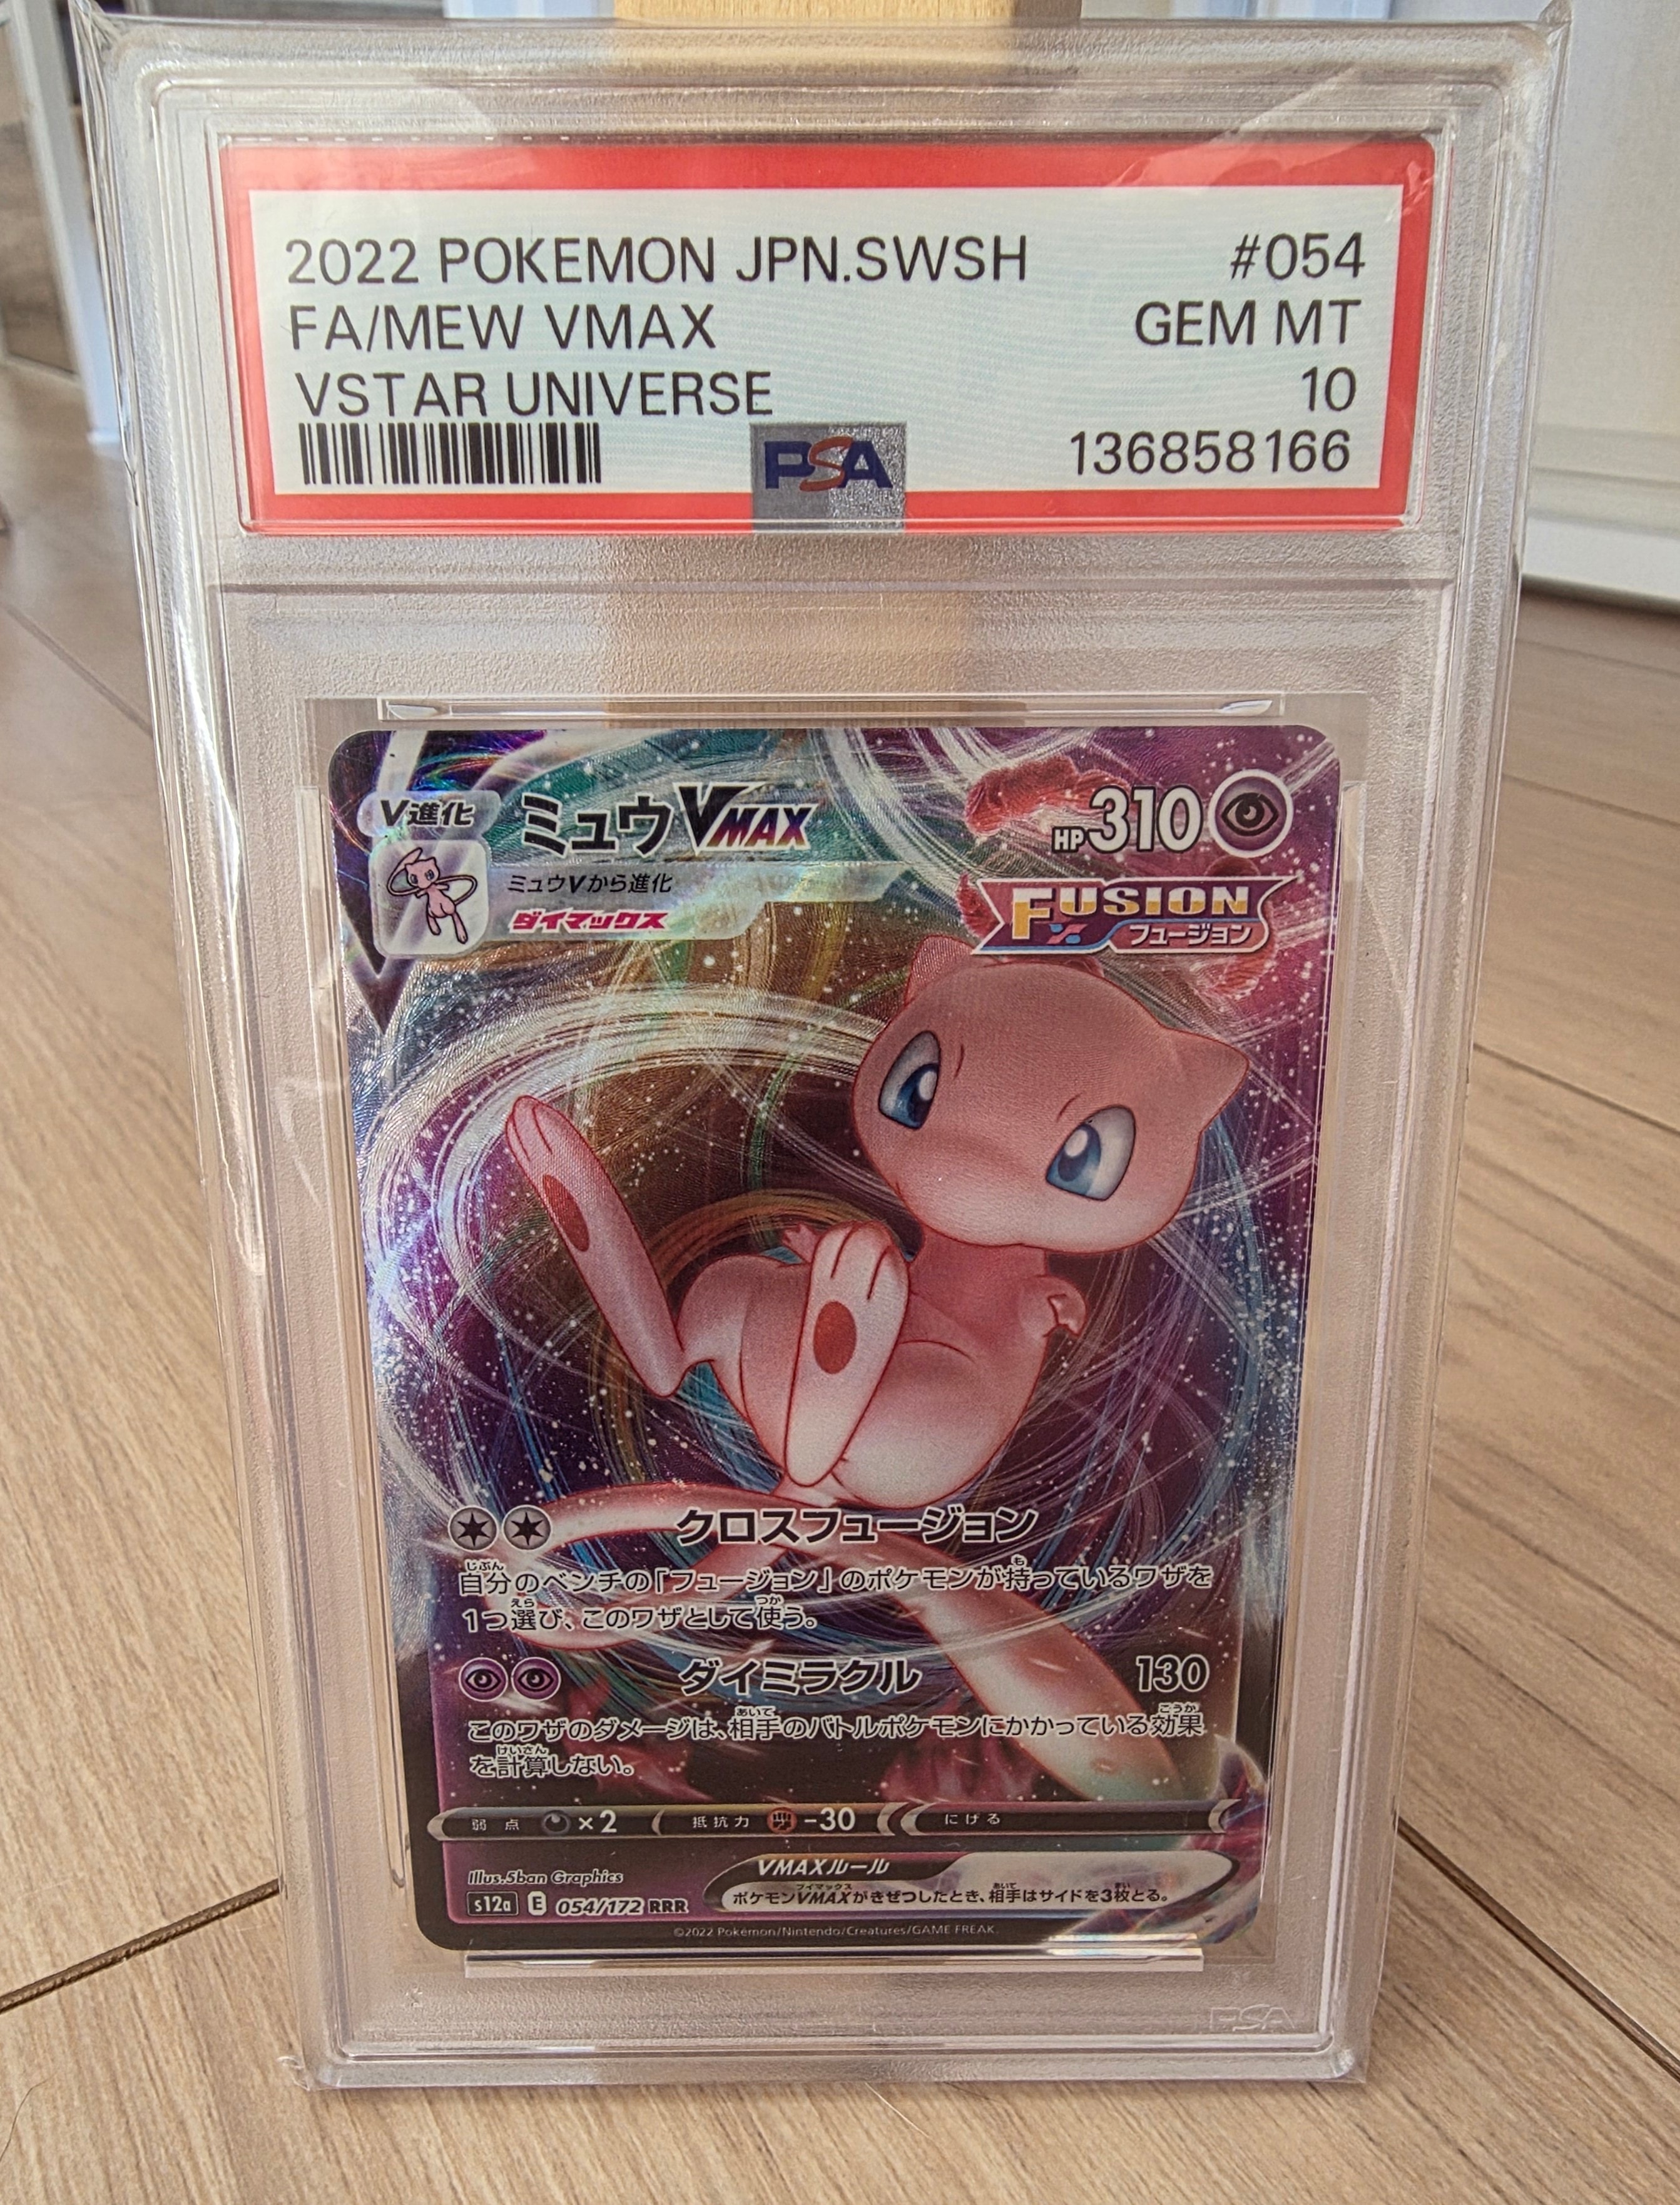 2022 POKEMON JPN.SWSH #054
FA/MEW VMAX GEM MT
VSTAR UNIVERSE 10
PSA 136858166
V進化 ミュウVMAX HP310
ミュウVから進化
ダイマックス
FUSION
フュージョン
クロスフュージョン
自分のベンチの「フュージョン」のポケモンが持っているワザを
1つ選び、このワザとして使う。
ダイミラクル 130
このワザのダメージは、相手のバトルポケモンにかかっている効果
を計算しない。
弱点 ×2 抵抗力 -30 にげる
Illus.5ban Graphics
VMAXルール
ポケモンVMAXがきぜつしたとき、相手はサイドを3枚とる。
s12a E 054/172 RRR
©2022 Pokémon/Nintendo/Creatures/GAME FREAK.
PSA